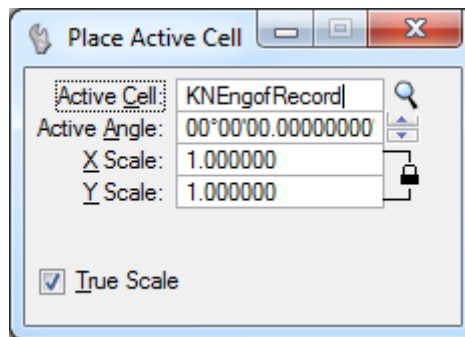 Place Active Cell
Active Cell: KNEngofRecord
Active Angle: 00°00'00.00000000'
X Scale: 1.000000
Y Scale: 1.000000
True Scale